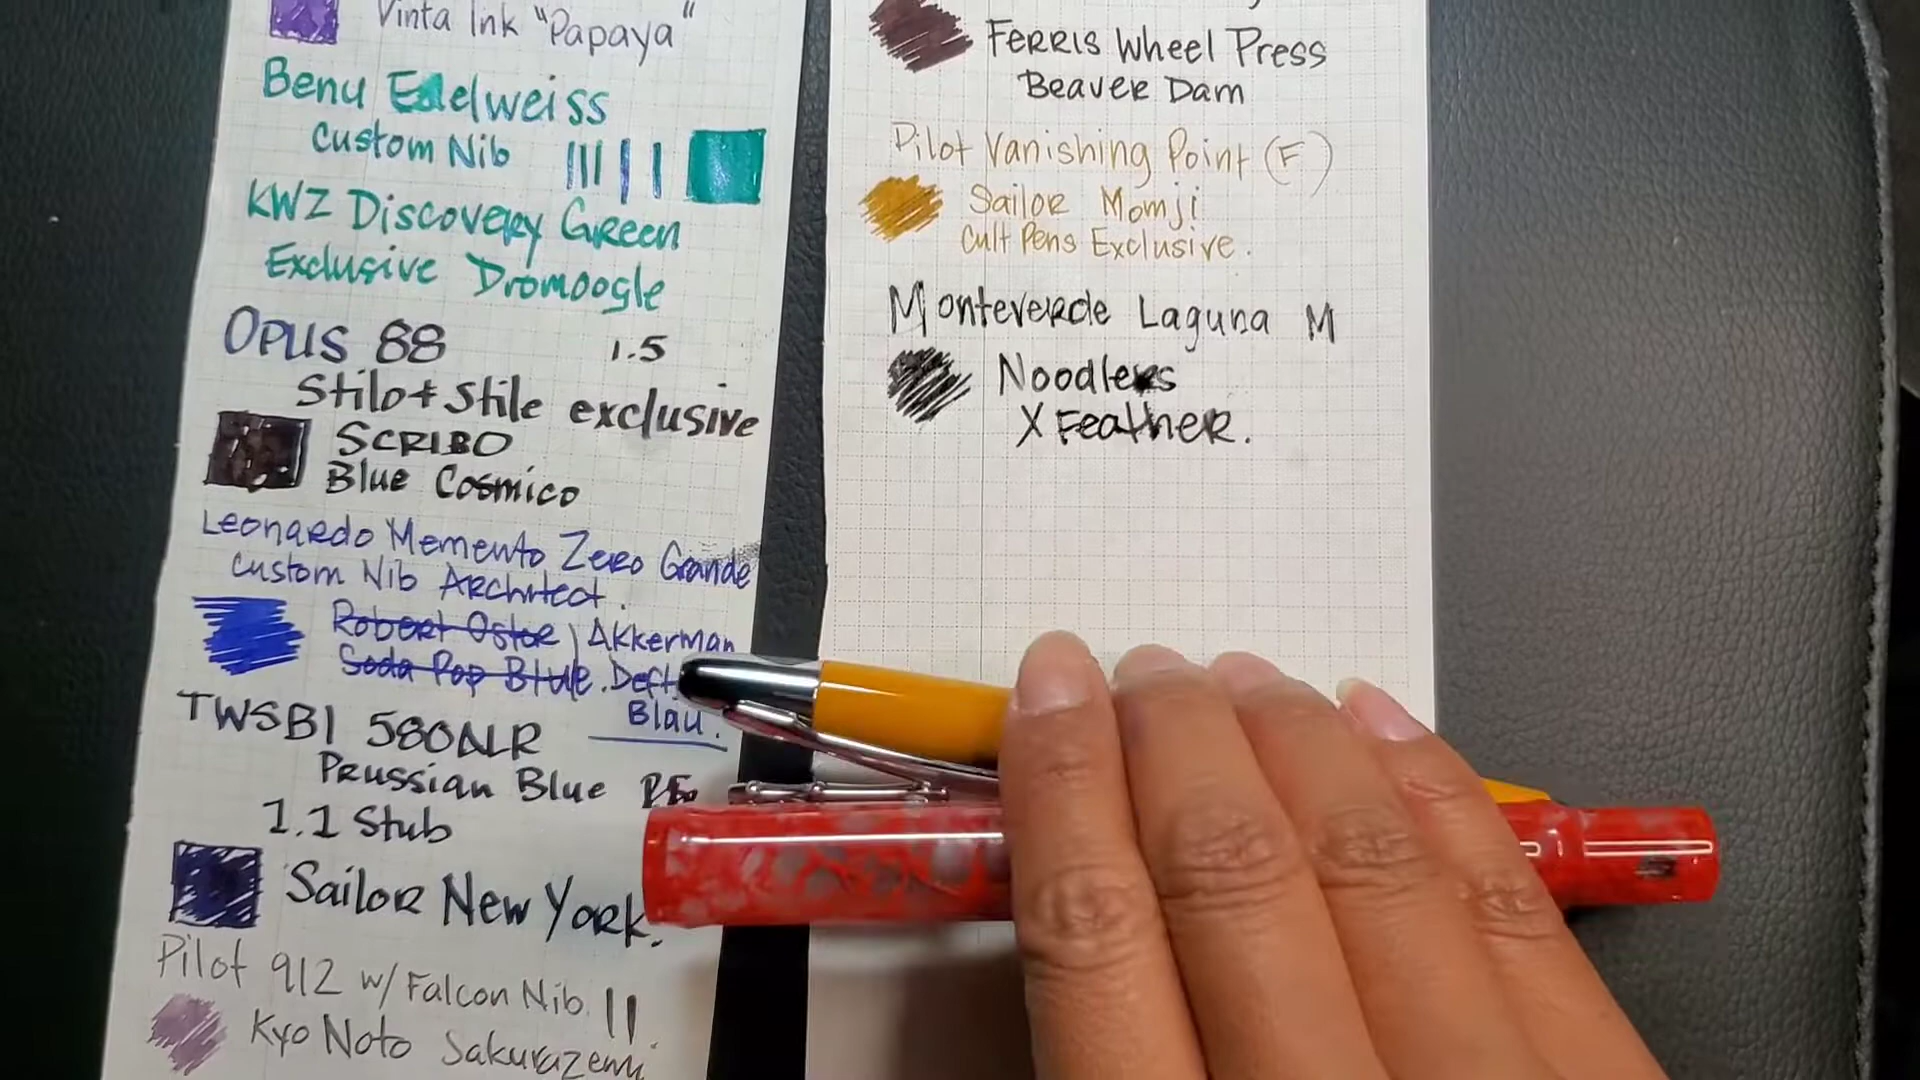 Vinta Ink "Papaya"
Benu Edelweiss
Custom Nib
KWZ Discovery Green
Exclusive Dromoogle
OPUS 88 1.5
Stilo + Stile exclusive
SCRIBO
Blue Cosmico
Leonardo Memento Zero Grande
Custom Nib Architect.
Robert Oster / Akkerman
Soda Pop Blue. Deft
Blau.
TWSBI 580ALR
Prussian Blue
1.1 Stub
Sailor New York.
Pilot 912 w/ Falcon Nib
Kyo Noto Sakurazemi
Ferris Wheel Press
Beaver Dam
Pilot Vanishing Point (F)
Sailor Momji
Cult Pens Exclusive.
Monteverde Laguna M
Noodlers
X Feather.